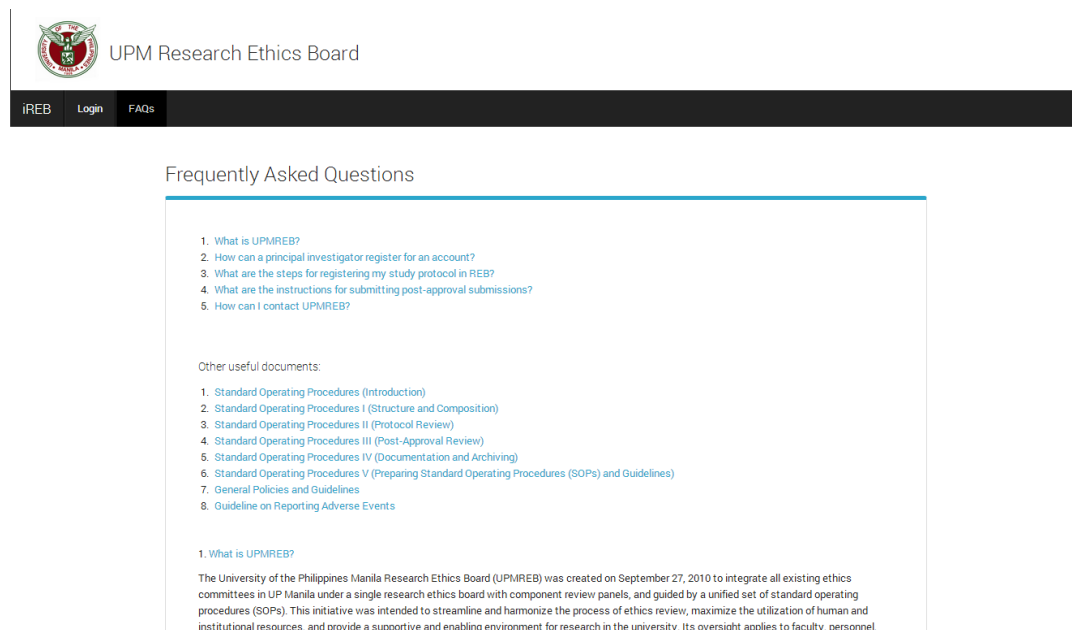 UPM Research Ethics Board
iREB Login FAQs
Frequently Asked Questions
1. What is UPMREB?
2. How can a principal investigator register for an account?
3. What are the steps for registering my study protocol in REB?
4. What are the instructions for submitting post-approval submissions?
5. How can I contact UPMREB?
Other useful documents:
1. Standard Operating Procedures (Introduction)
2. Standard Operating Procedures I (Structure and Composition)
3. Standard Operating Procedures II (Protocol Review)
4. Standard Operating Procedures III (Post-Approval Review)
5. Standard Operating Procedures IV (Documentation and Archiving)
6. Standard Operating Procedures V (Preparing Standard Operating Procedures (SOPs) and Guidelines)
7. General Policies and Guidelines
8. Guideline on Reporting Adverse Events
1. What is UPMREB?
The University of the Philippines Manila Research Ethics Board (UPMREB) was created on September 27, 2010 to integrate all existing ethics
committees in UP Manila under a single research ethics board with component review panels, and guided by a unified set of standard operating
procedures (SOPs). This initiative was intended to streamline and harmonize the process of ethics review, maximize the utilization of human and
institutional resources, and provide a supportive and enabling environment for research in the university. Its oversight applies to faculty, personnel,